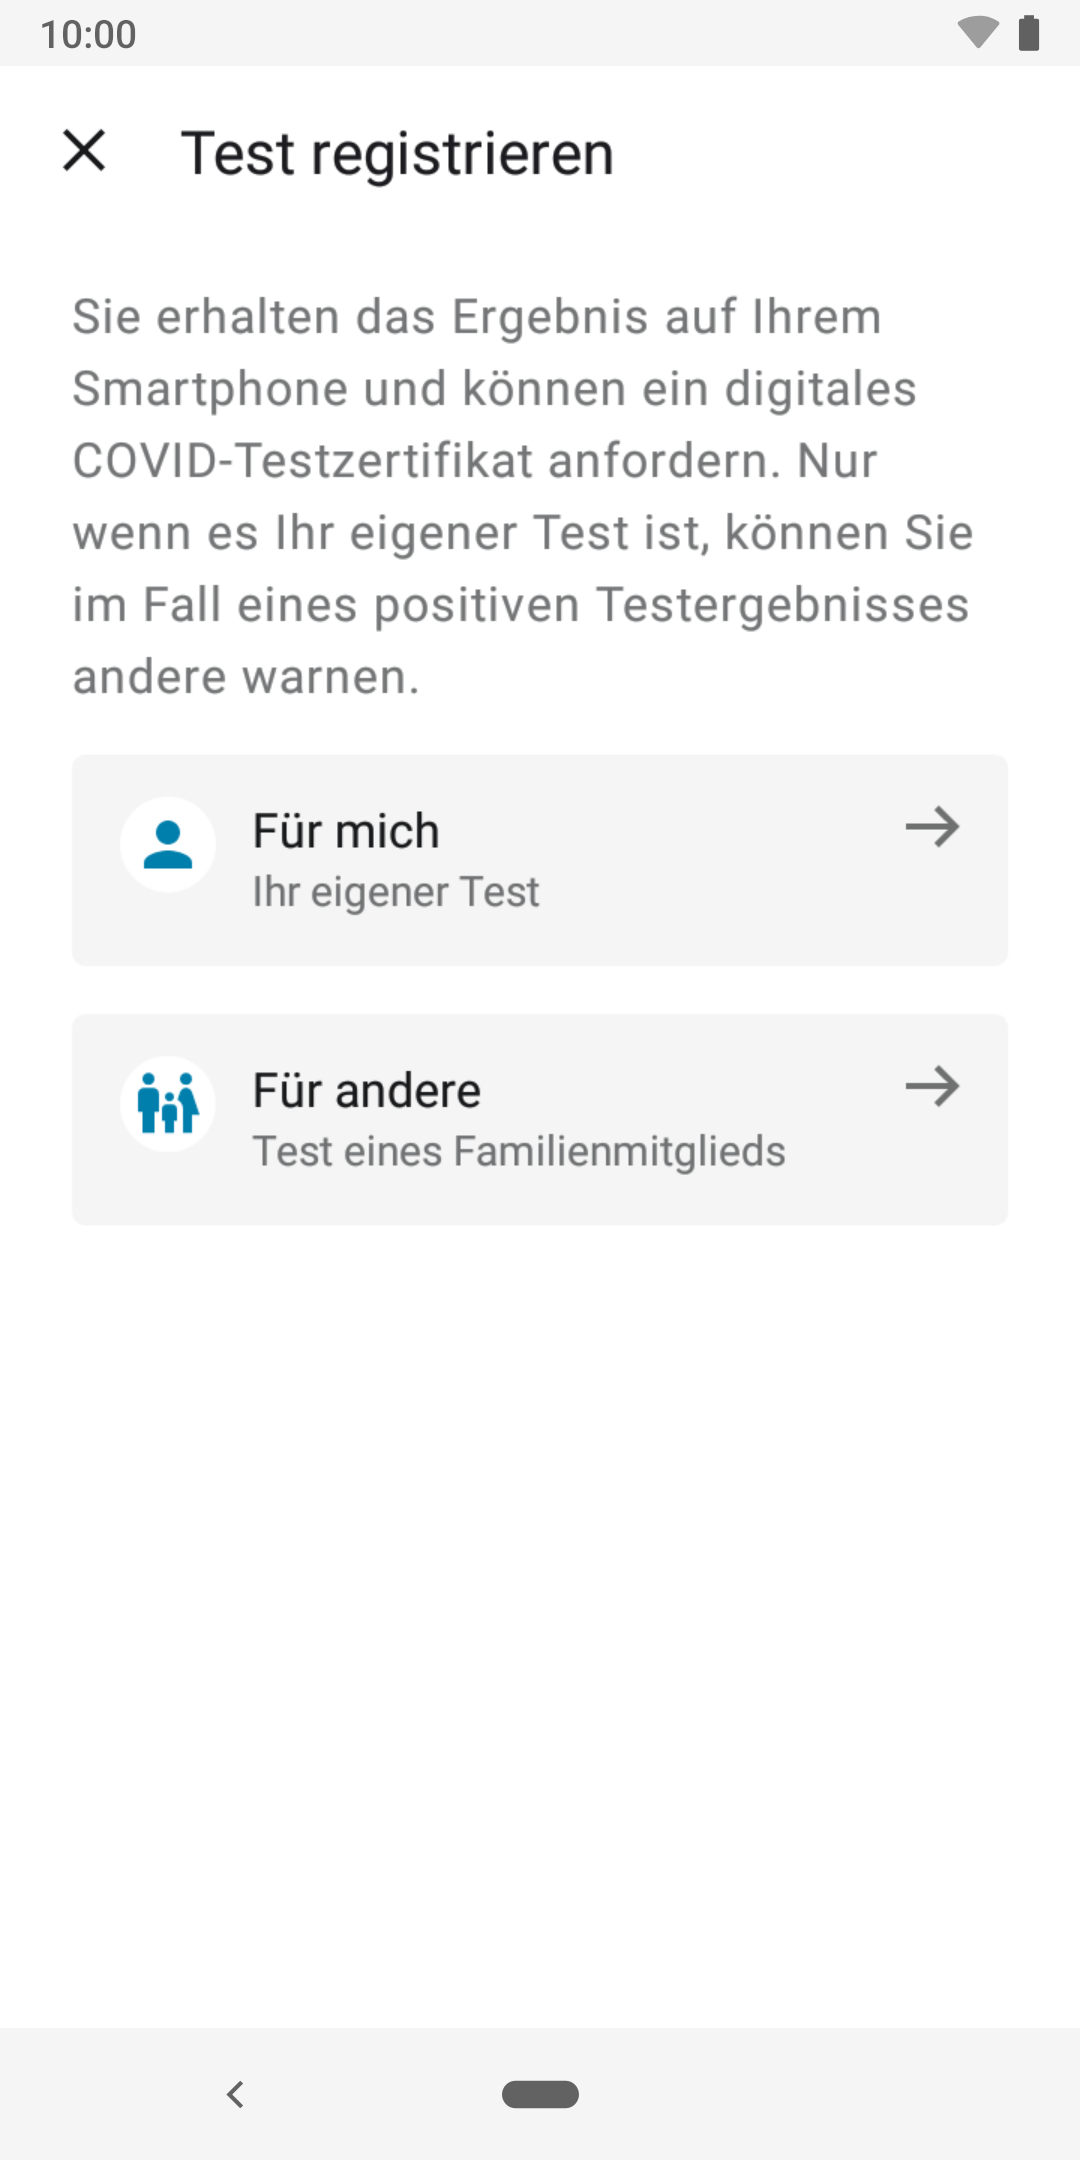 10:00
Test registrieren
Sie erhalten das Ergebnis auf Ihrem
Smartphone und können ein digitales
COVID-Testzertifikat anfordern. Nur
wenn es Ihr eigener Test ist, können Sie
im Fall eines positiven Testergebnisses
andere warnen.
Für mich
Ihr eigener Test
Für andere
Test eines Familienmitglieds